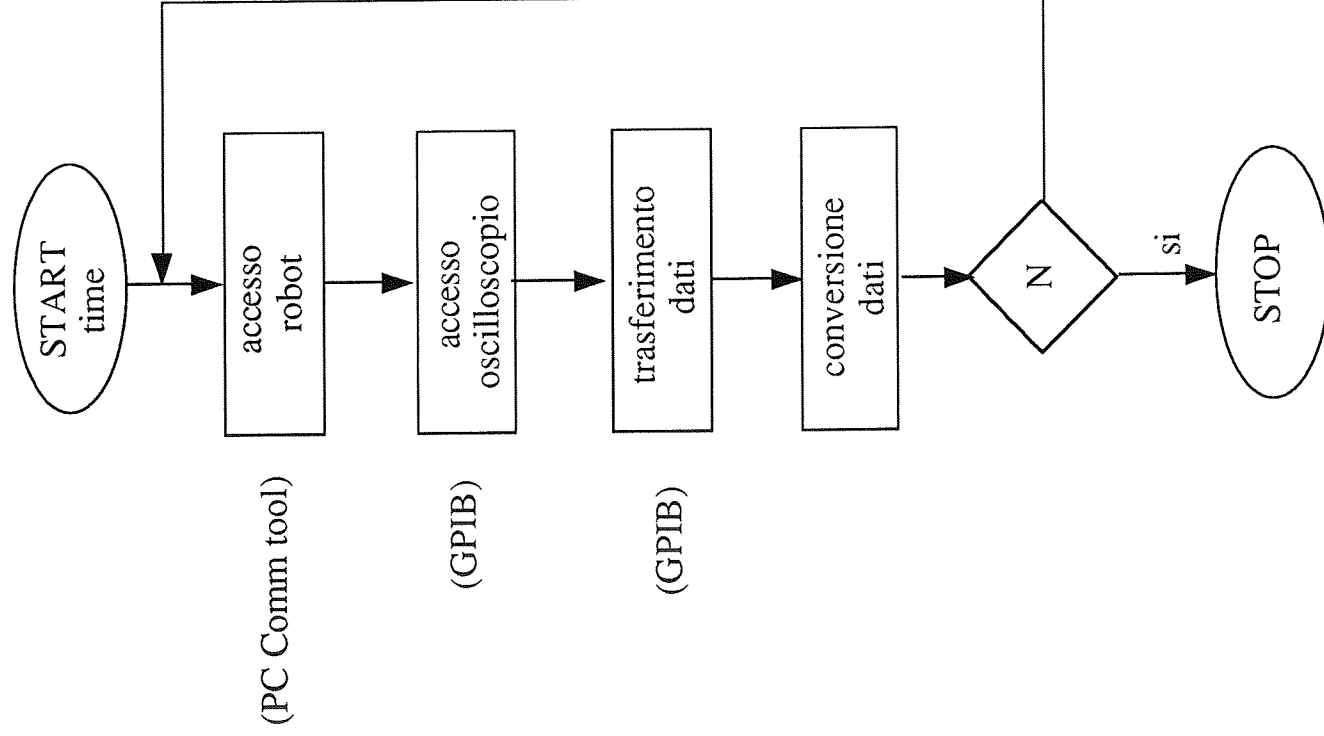 START
time
accesso
robot
(PC Comm tool)
accesso
oscilloscopio
(GPIB)
trasferimento
dati
(GPIB)
conversione
dati
N
si
STOP